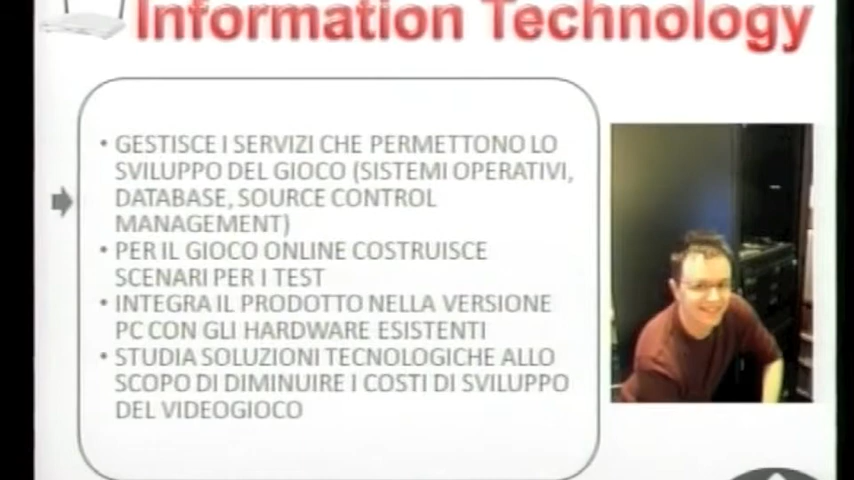 Information Technology
• GESTISCE I SERVIZI CHE PERMETTONO LO
SVILUPPO DEL GIOCO (SISTEMI OPERATIVI,
DATABASE, SOURCE CONTROL
MANAGEMENT)
• PER IL GIOCO ONLINE COSTRUISCE
SCENARI PER I TEST
• INTEGRA IL PRODOTTO NELLA VERSIONE
PC CON GLI HARDWARE ESISTENTI
• STUDIA SOLUZIONI TECNOLOGICHE ALLO
SCOPO DI DIMINUIRE I COSTI DI SVILUPPO
DEL VIDEOGIOCO